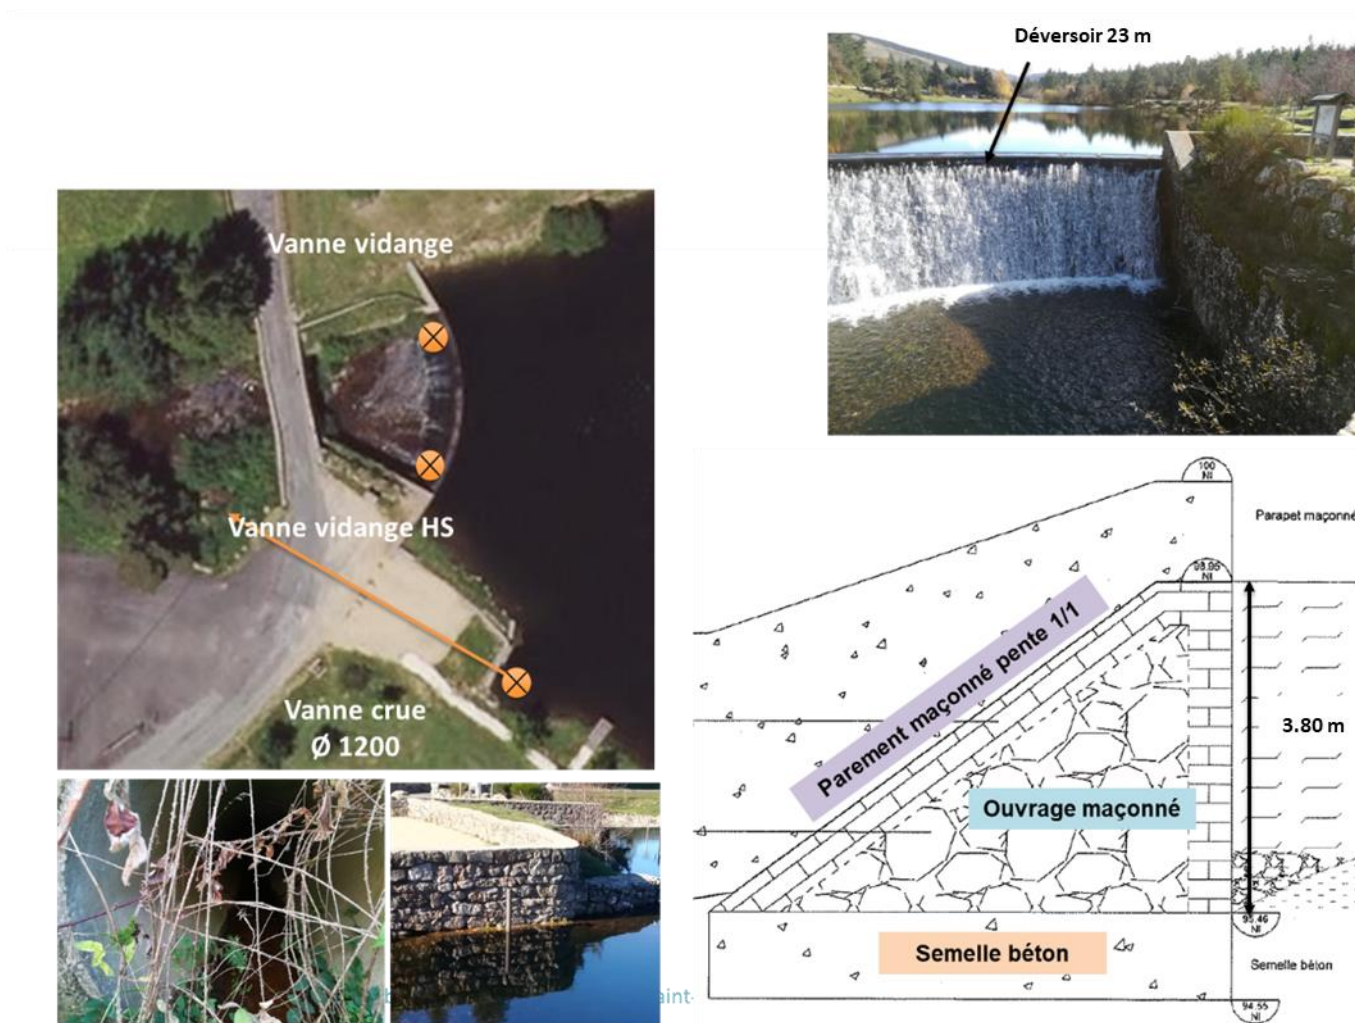 Déversoir 23 m
Vanne vidange
Vanne vidange HS
Vanne crue
Ø 1200
100
NI
Parapet maçonné
98.95
NI
Parement maçonné pente 1/1
3.80 m
Ouvrage maçonné
95.46
NI
Semelle béton
Semelle béton
94.55
NI
aint-